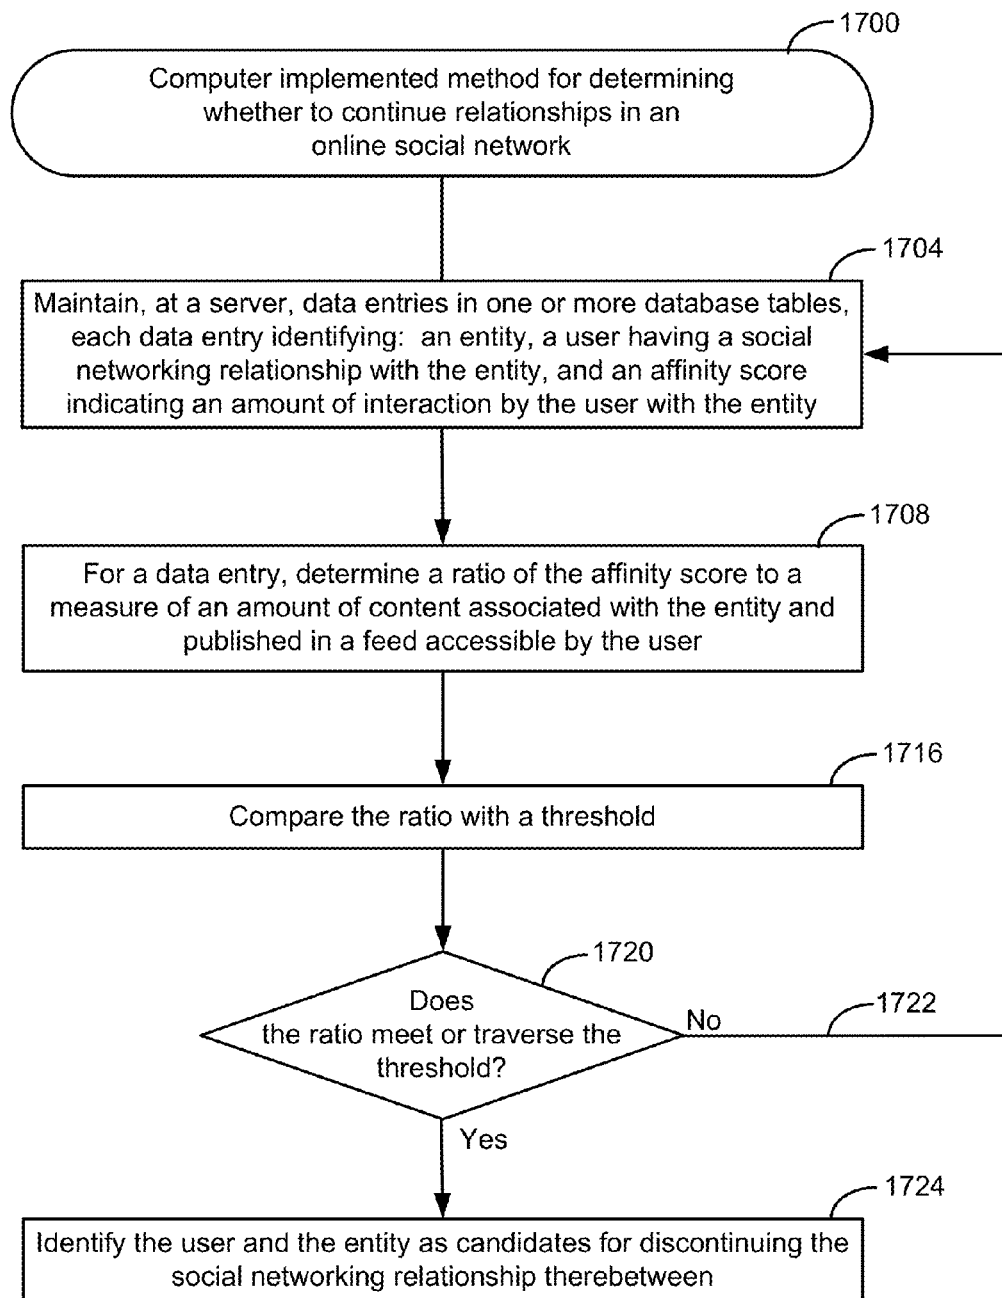 1700
Computer implemented method for determining
whether to continue relationships in an
online social network
1704
Maintain, at a server, data entries in one or more database tables,
each data entry identifying: an entity, a user having a social
networking relationship with the entity, and an affinity score
indicating an amount of interaction by the user with the entity
1708
For a data entry, determine a ratio of the affinity score to a
measure of an amount of content associated with the entity and
published in a feed accessible by the user
1716
Compare the ratio with a threshold
1720
Does
the ratio meet or traverse the
threshold?
No
1722
Yes
1724
Identify the user and the entity as candidates for discontinuing the
social networking relationship therebetween